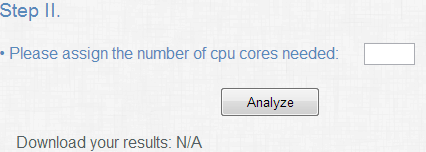 Step II.
• Please assign the number of cpu cores needed:
Analyze
Download your results: N/A